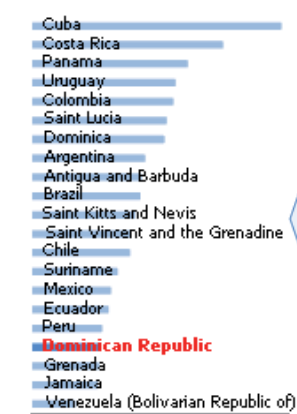 Cuba
Costa Rica
Panama
Uruguay
Colombia
Saint Lucia
Dominica
Argentina
Antigua and Barbuda
Brazil
Saint Kitts and Nevis
Saint Vincent and the Grenadine
Chile
Suriname
Mexico
Ecuador
Peru
Dominican Republic
Grenada
Jamaica
Venezuela (Bolivarian Republic of)